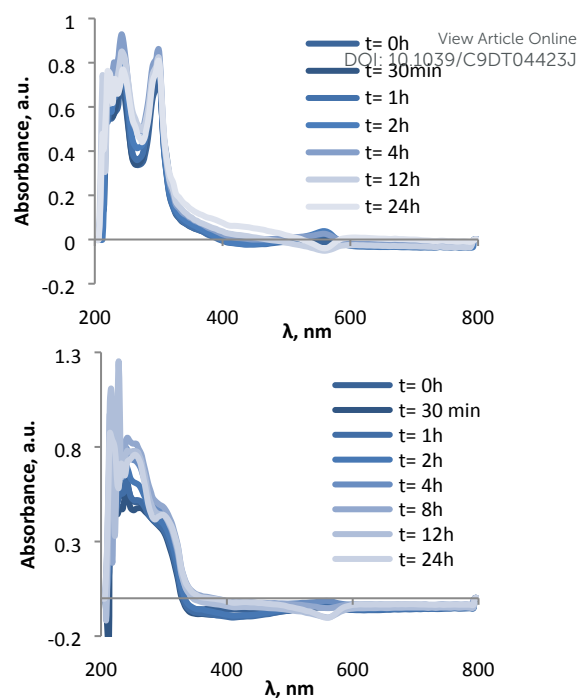 View Article Online
DOI: 10.1039/C9DT04423J
1
0.8
0.6
0.4
0.2
0
-0.2
Absorbance, a.u.
t= 0h
t= 30min
t= 1h
t= 2h
t= 4h
t= 12h
t= 24h
200 400 600 800
λ, nm
1.3
0.8
0.3
-0.2
Absorbance, a.u.
t= 0h
t= 30 min
t= 1h
t= 2h
t= 4h
t= 8h
t= 12h
t= 24h
200 400 600 800
λ, nm